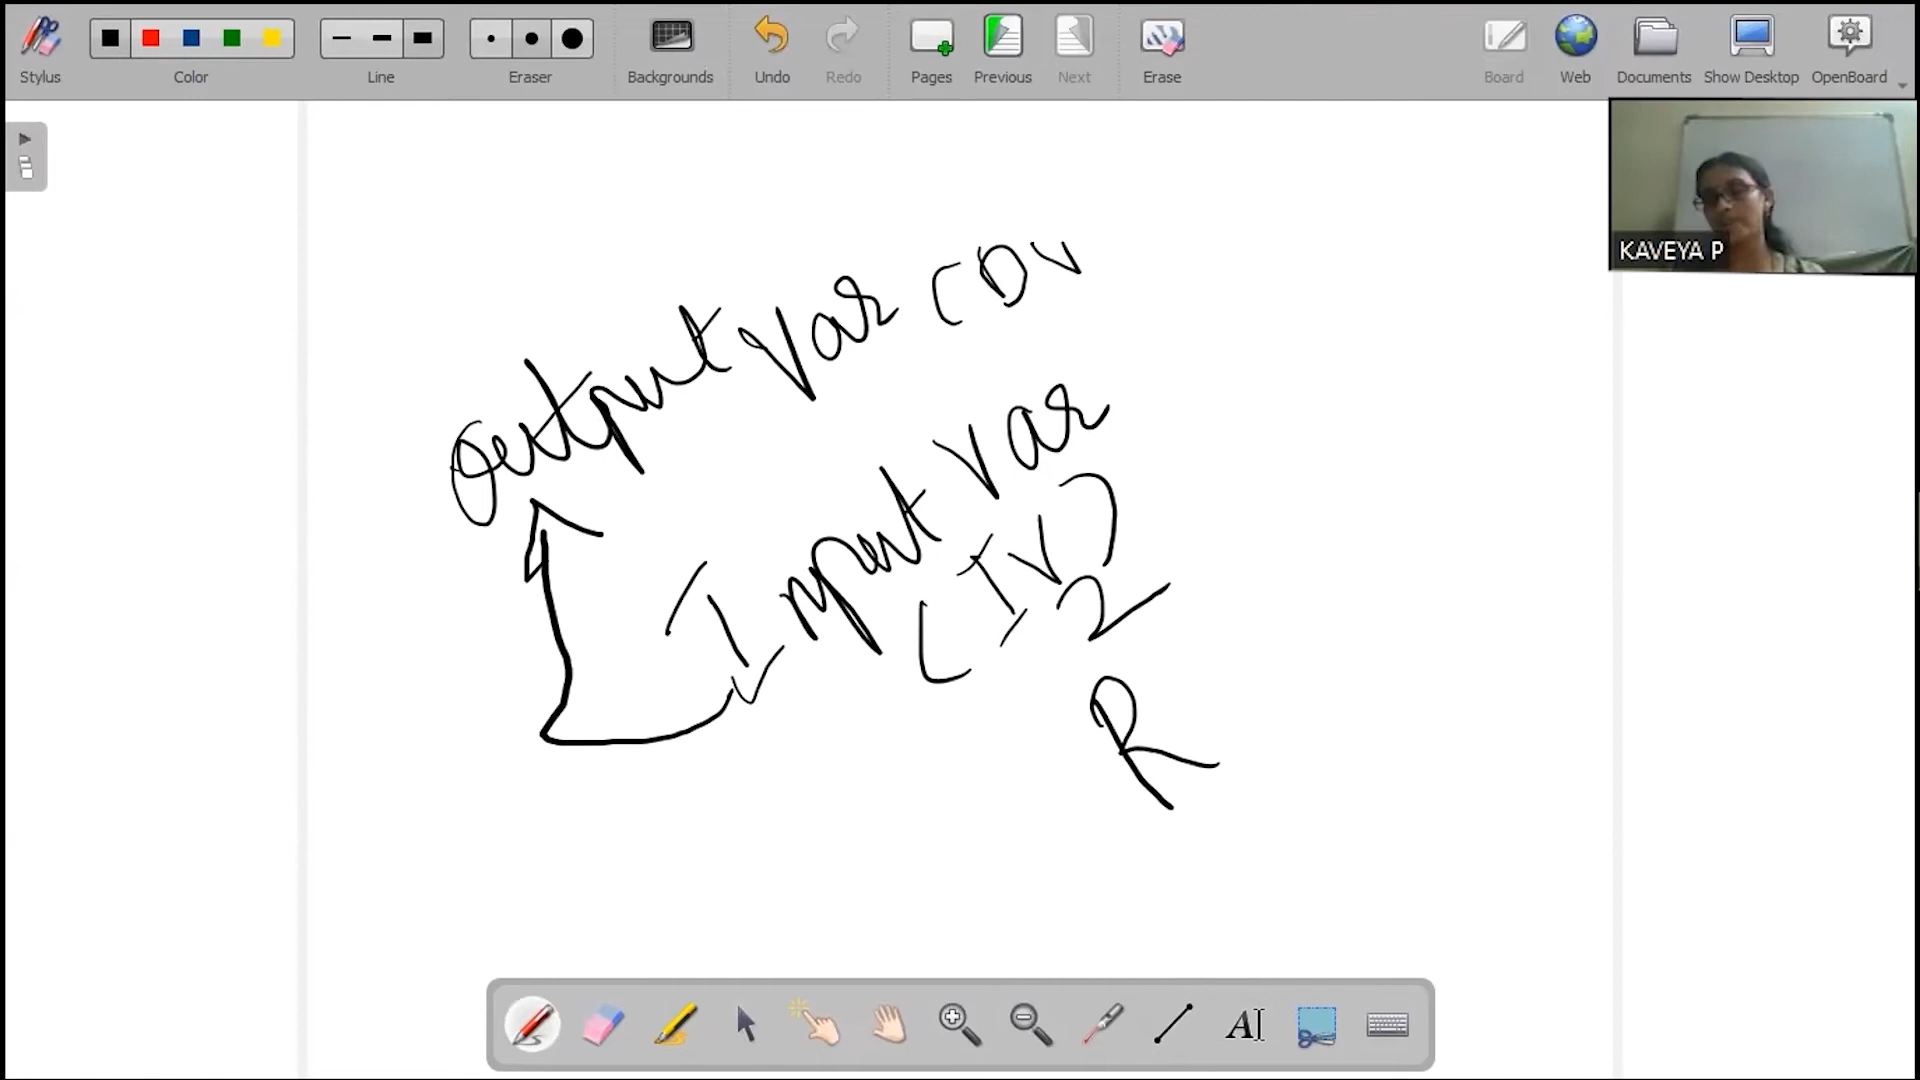 Stylus Color Line Eraser Backgrounds Undo Redo Pages Previous Next Erase Board Web Documents Show Desktop OpenBoard
KAVEYA P
Output Var (DV
Input Var
(IV)
2
R